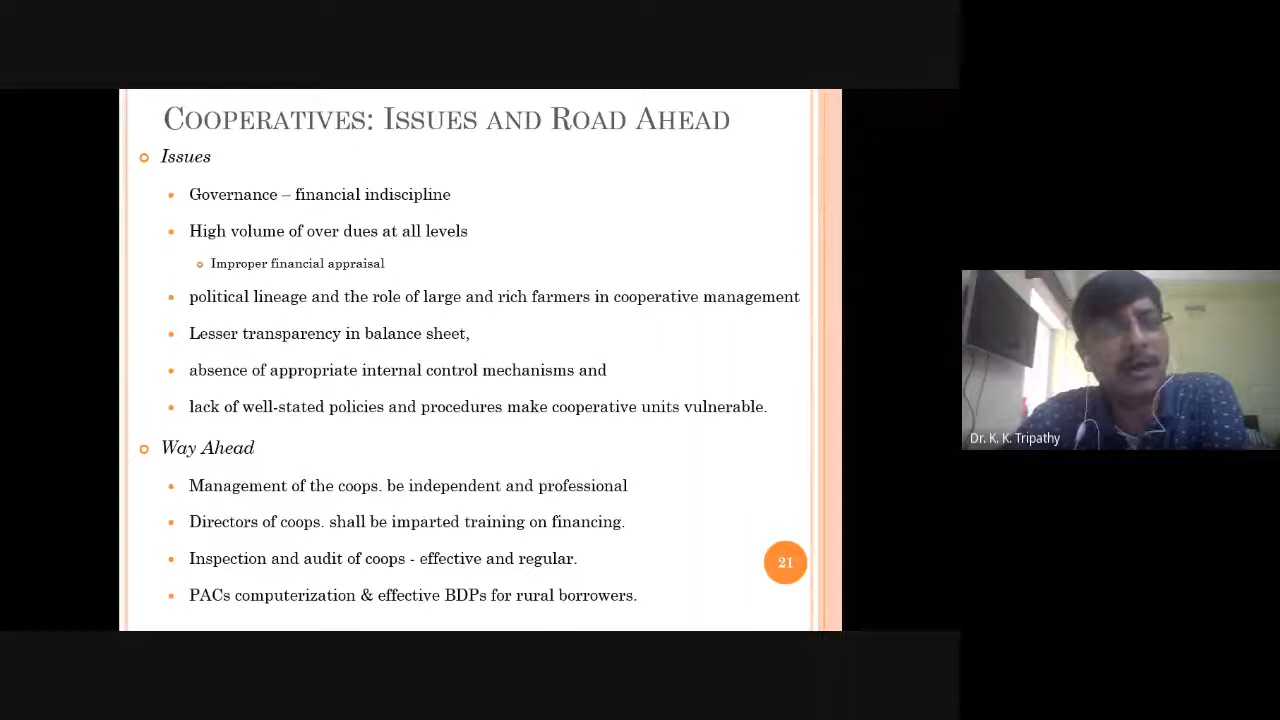 COOPERATIVES: ISSUES AND ROAD AHEAD
Issues
Governance – financial indiscipline
High volume of over dues at all levels
Improper financial appraisal
political lineage and the role of large and rich farmers in cooperative management
Lesser transparency in balance sheet,
absence of appropriate internal control mechanisms and
lack of well-stated policies and procedures make cooperative units vulnerable.
Way Ahead
Management of the coops. be independent and professional
Directors of coops. shall be imparted training on financing.
Inspection and audit of coops - effective and regular.
PACs computerization & effective BDPs for rural borrowers.
21
Dr. K. K. Tripathy